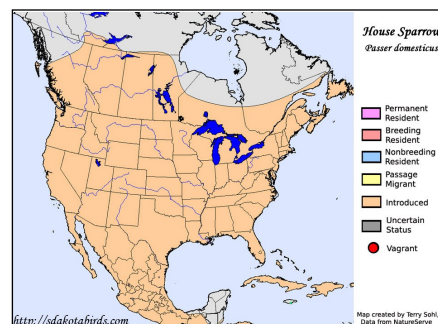 House Sparrow
Passer domesticus
Permanent
Resident
Breeding
Resident
Nonbreeding
Resident
Passage
Migrant
Introduced
Uncertain
Status
Vagrant
http://sdakotabirds.com
Map created by Terry Sohl,
Data from NatureServe